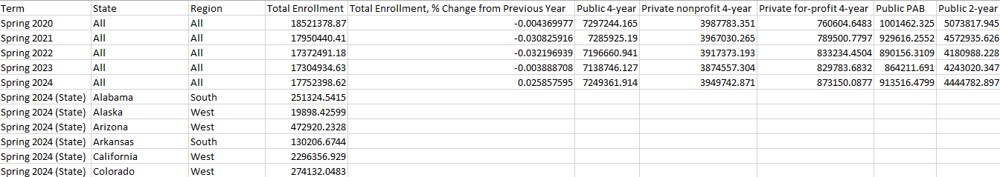 Term State Region Total Enrollment Total Enrollment, % Change from Previous Year Public 4-year Private nonprofit 4-year Private for-profit 4-year Public PAB Public 2-year
Spring 2020 All All 18521378.87 -0.004369977 7297244.165 3987783.351 760604.6483 1001462.325 5073817.945
Spring 2021 All All 17950440.41 -0.030825916 7285925.19 3967030.265 789500.7797 929616.2552 4572935.626
Spring 2022 All All 17372491.18 -0.032196939 7196660.941 3917373.193 833234.4504 890156.3109 4180988.228
Spring 2023 All All 17304934.63 -0.003888708 7138746.127 3874557.304 829783.6832 864211.691 4243020.347
Spring 2024 All All 17752398.62 0.025857595 7249361.914 3949742.871 873150.0877 913516.4799 4444782.897
Spring 2024 (State) Alabama South 251324.5415
Spring 2024 (State) Alaska West 19898.42599
Spring 2024 (State) Arizona West 472920.2328
Spring 2024 (State) Arkansas South 130206.6744
Spring 2024 (State) California West 2296356.929
Spring 2024 (State) Colorado West 274132.0483